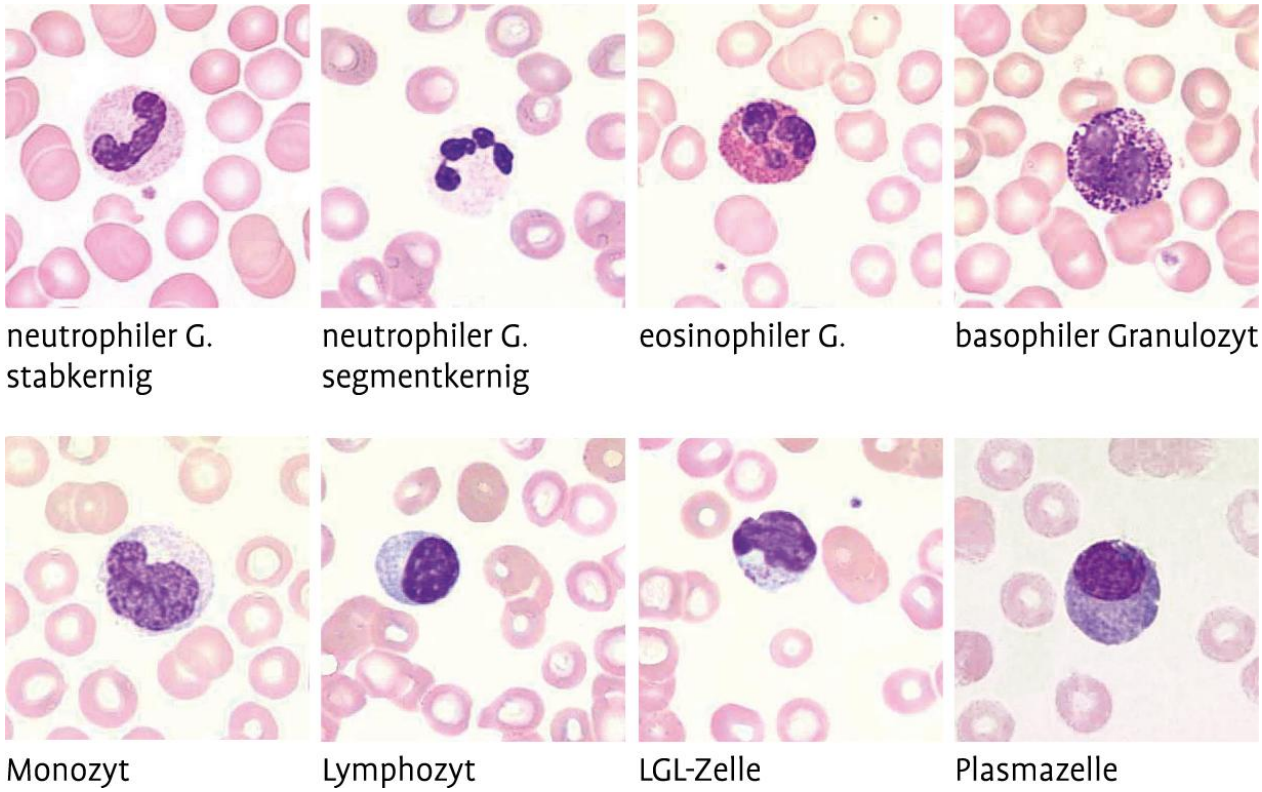 neutrophiler G.
stabkernig
neutrophiler G.
segmentkernig
eosinophiler G.
basophiler Granulozyt
Monozyt
Lymphozyt
LGL-Zelle
Plasmazelle